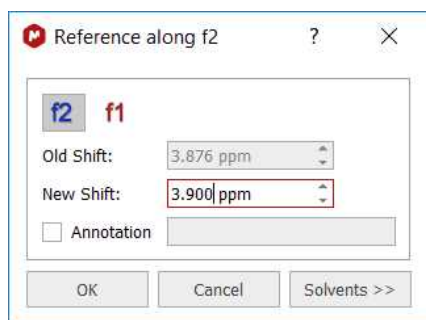 Reference along f2 ?
f2 f1
Old Shift: 3.876 ppm
New Shift: 3.900 ppm
Annotation
OK Cancel Solvents >>